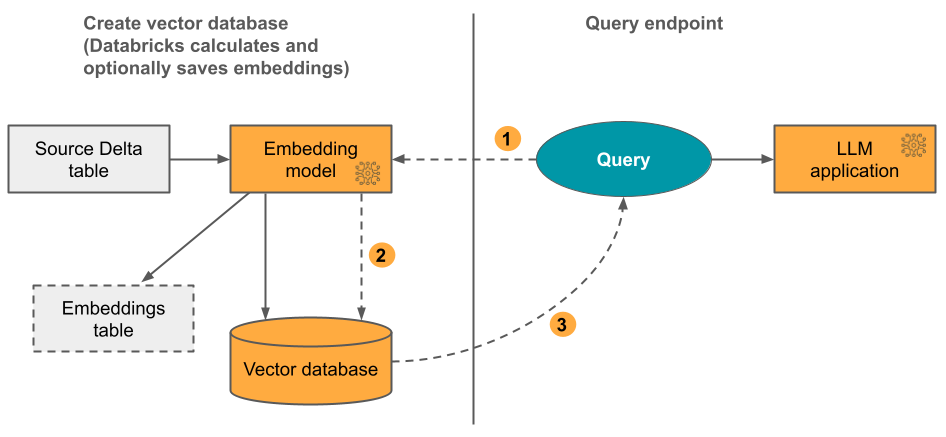 Create vector database
(Databricks calculates and
optionally saves embeddings)
Query endpoint
Source Delta
table
Embedding
model
1
Query
LLM
application
2
Embeddings
table
3
Vector database